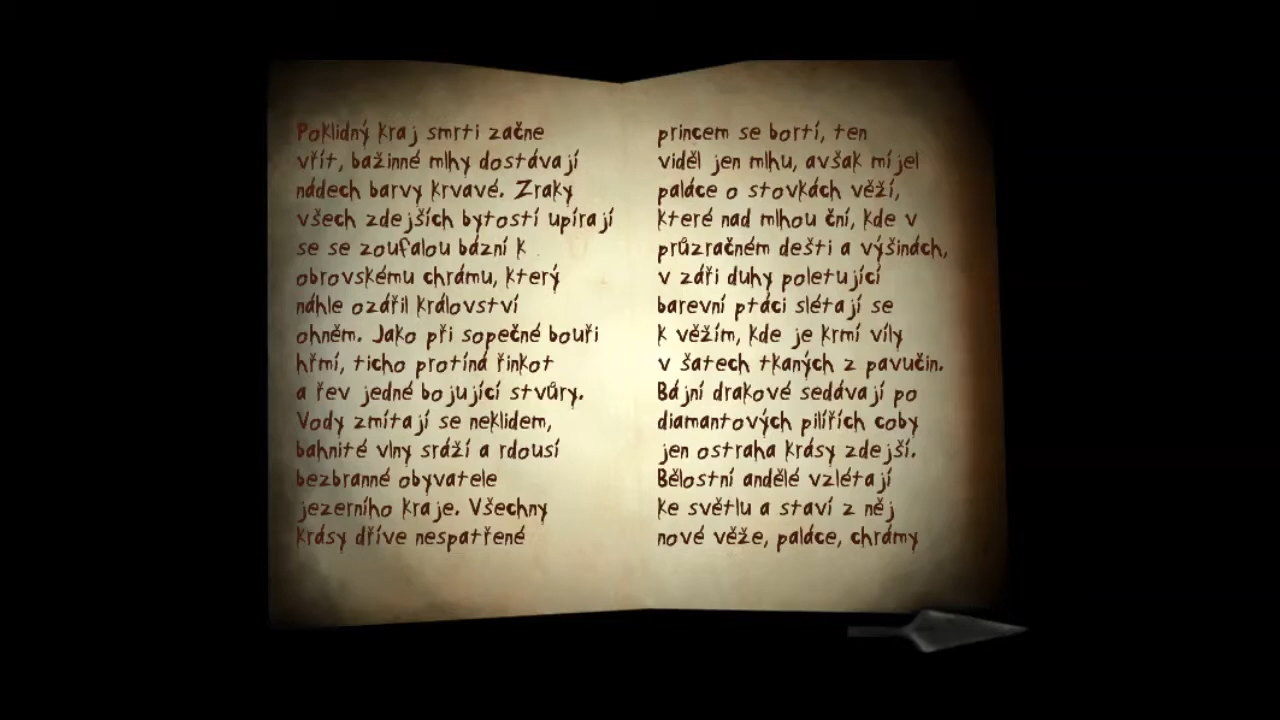 Poklidný kraj smrti začne
vřít, bažinné mlhy dostávají
nádech barvy krvavé. Zraky
všech zdejších bytostí upírají
se se zoufalou bázní k
obrovskému chrámu, který
náhle ozářil království
ohněm. Jako při sopečné bouři
hřmí, ticho protíná řinkot
a řev jedné bojující stvůry.
Vody zmítají se neklidem,
bahnité vlny sráží a rdousí
bezbranné obyvatele
jezerního kraje. Všechny
krásy dříve nespatřené
princem se bortí, ten
viděl jen mlhu, avšak míjel
paláce o stovkách věží,
které nad mlhou ční, kde v
průzračném dešti a výšinách,
v záři duhy poletující
barevní ptáci slétají se
k věžím, kde je krmí víly
v šatech tkaných z pavučin.
Bájní drakové sedávají po
diamantových pilířích coby
jen ostraha krásy zdejší.
Bělostní andělé vzlétají
ke světlu a staví z něj
nové věže, paláce, chrámy